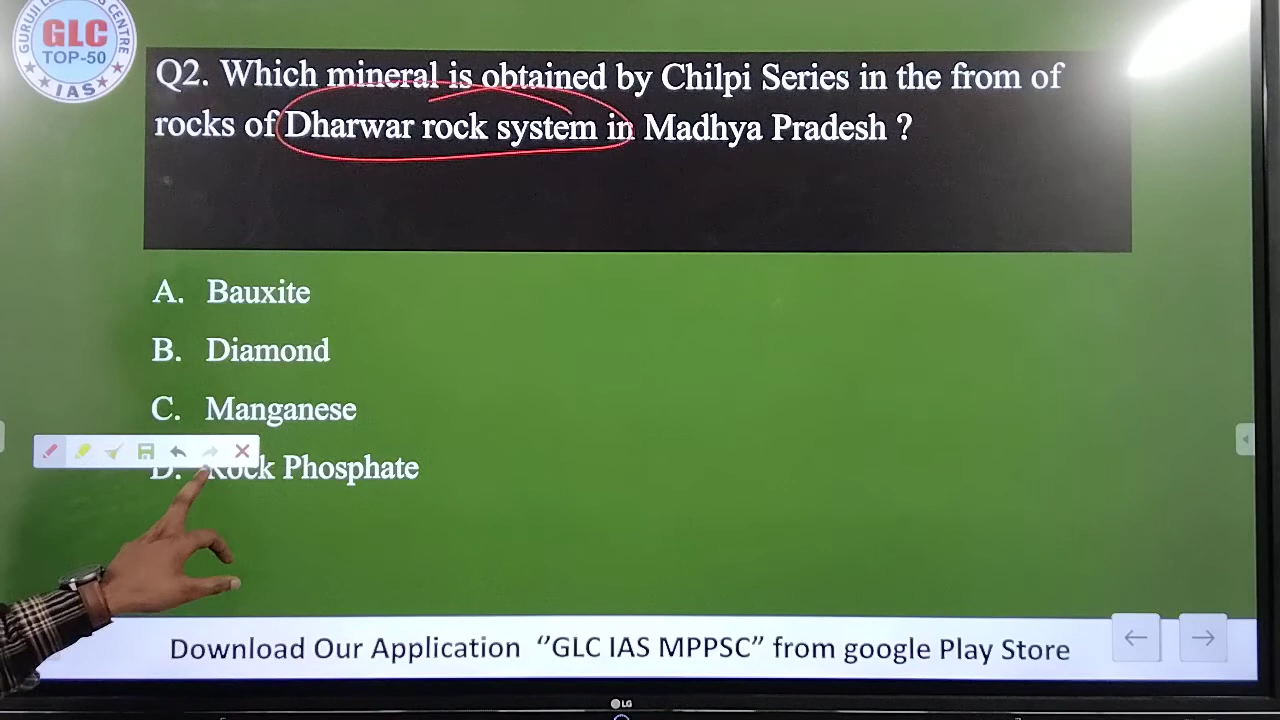 GURUJI L CENTRE
GLC
TOP-50
IAS
Q2. Which mineral is obtained by Chilpi Series in the from of
rocks of Dharwar rock system in Madhya Pradesh ?
A. Bauxite
B. Diamond
C. Manganese
D. Rock Phosphate
Download Our Application “GLC IAS MPPSC” from google Play Store
LG